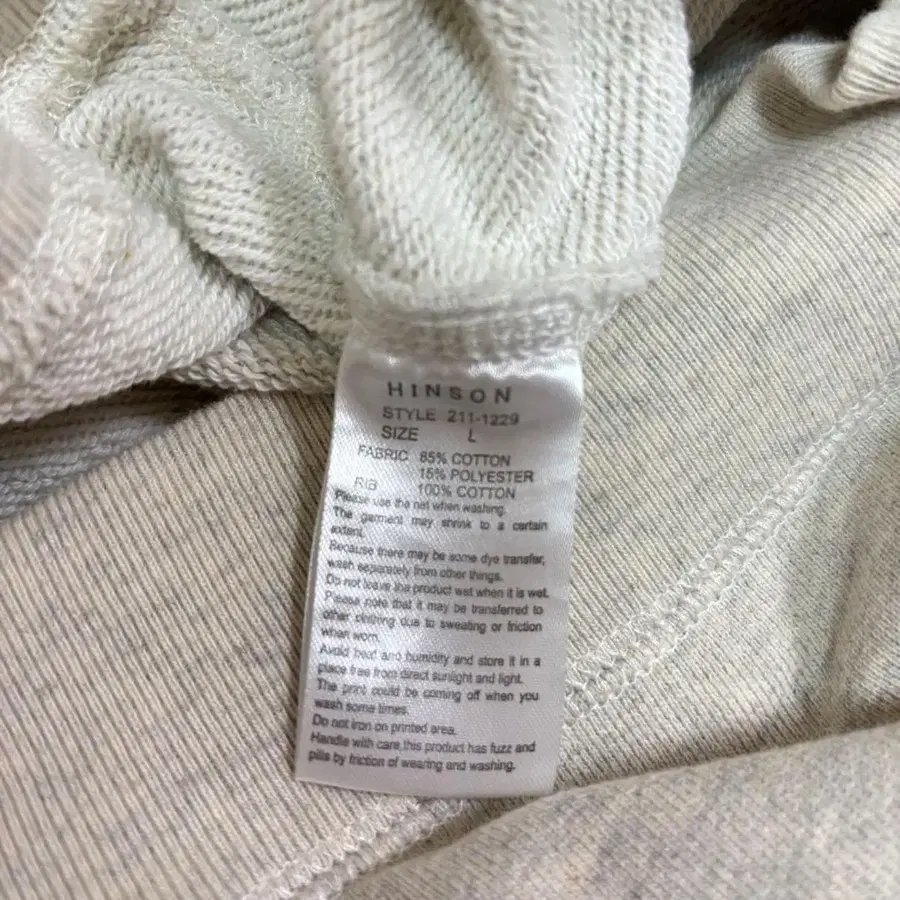 HINSON
STYLE 211-1229
SIZE L
FABRIC 85% COTTON
15% POLYESTER
RIB 100% COTTON
Please use the net when washing.
The garment may shrink to a certain
extent.
Because there may be some dye transfer,
wash separately from other things.
Do not leave the product wet when it is wet.
Please note that it may be transferred to
other clothing due to sweating or friction
when worn.
Avoid heat and humidity and store it in a
place free from direct sunlight and light.
The print could be coming off when you
wash some times.
Do not iron on printed area.
Handle with care,this product has fuzz and
pills by friction of wearing and washing.